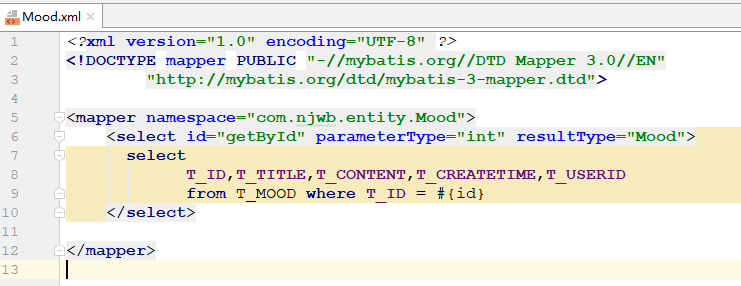 Mood.xml
1 <?xml version="1.0" encoding="UTF-8" ?>
2 <!DOCTYPE mapper PUBLIC "-//mybatis.org//DTD Mapper 3.0//EN"
3 "http://mybatis.org/dtd/mybatis-3-mapper.dtd">
4
5 <mapper namespace="com.njwb.entity.Mood">
6 <select id="getById" parameterType="int" resultType="Mood">
7 select
8 T_ID,T_TITLE,T_CONTENT,T_CREATETIME,T_USERID
9 from T_MOOD where T_ID = #{id}
10 </select>
11
12 </mapper>
13